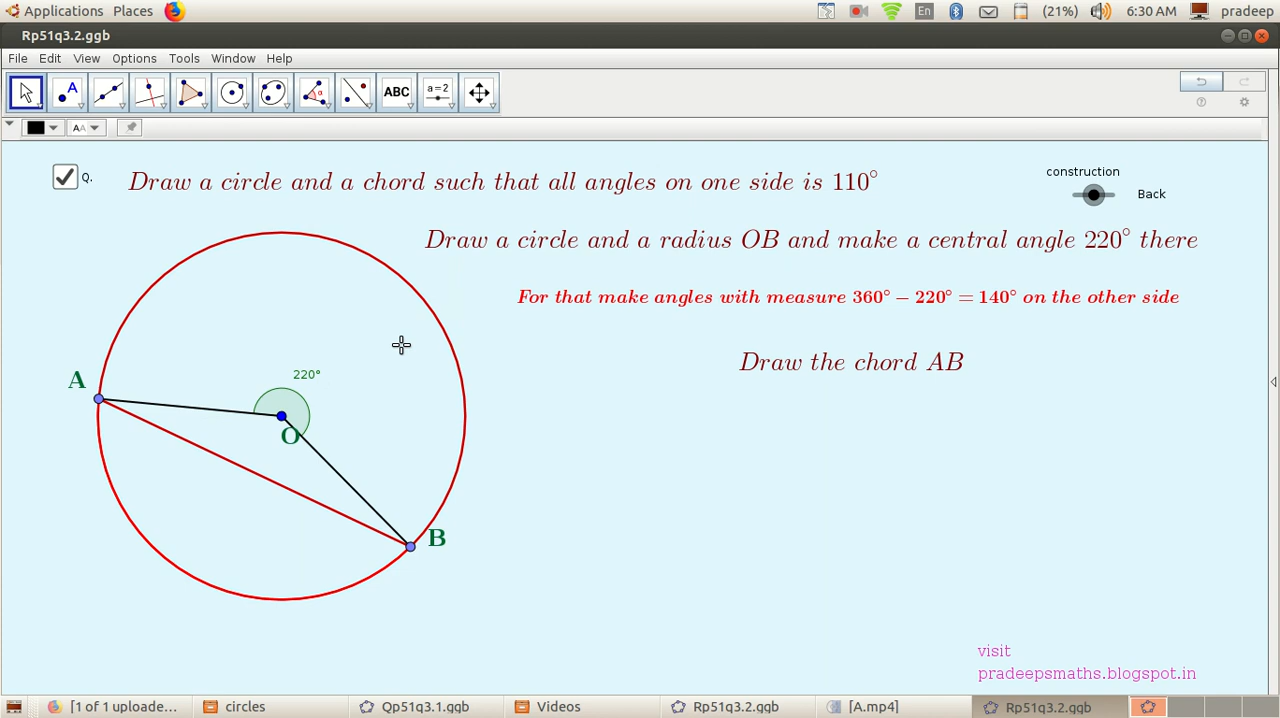 Applications Places En (21%) 6:30 AM pradeep
Rp51q3.2.ggb
File Edit View Options Tools Window Help
A α ABC a=2
AA
Q. Draw a circle and a chord such that all angles on one side is 110°
construction
Back
Draw a circle and a radius OB and make a central angle 220° there
For that make angles with measure 360° − 220° = 140° on the other side
Draw the chord AB
220°
A
O
B
visit
pradeepsmaths.blogspot.in
[1 of 1 uploade... circles Qp51q3.1.ggb Videos Rp51q3.2.ggb [A.mp4] Rp51q3.2.ggb